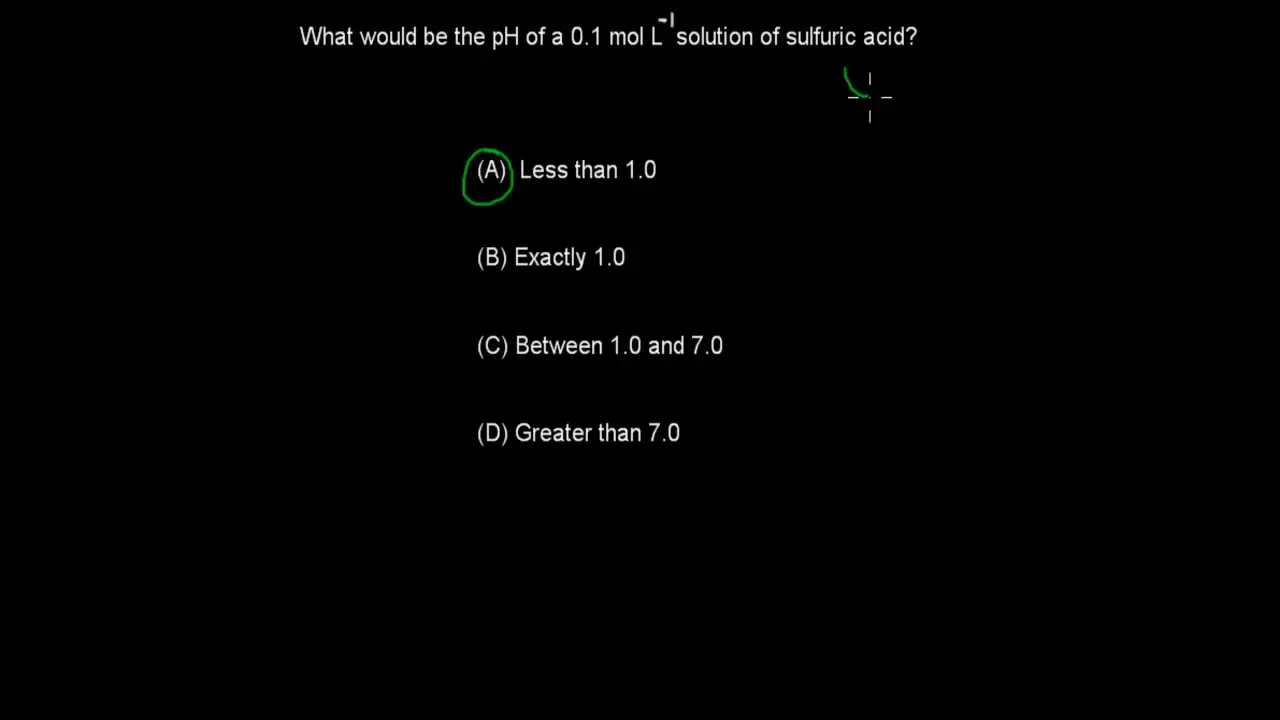 What would be the pH of a 0.1 mol L⁻¹ solution of sulfuric acid?
(A) Less than 1.0
(B) Exactly 1.0
(C) Between 1.0 and 7.0
(D) Greater than 7.0